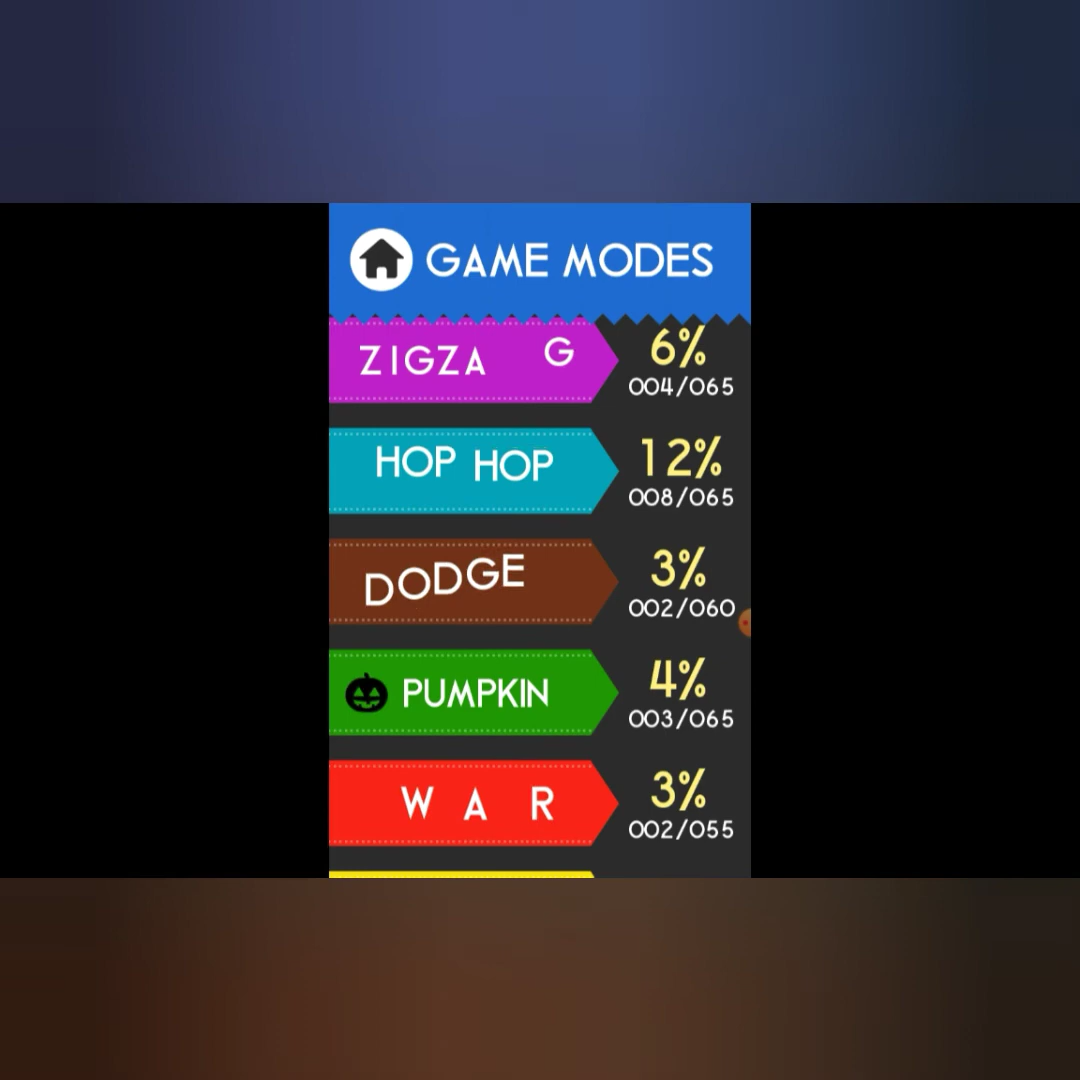 GAME MODES
ZIGZA G 6%
004/065
HOP HOP 12%
008/065
DODGE 3%
002/060
PUMPKIN 4%
003/065
W A R 3%
002/055